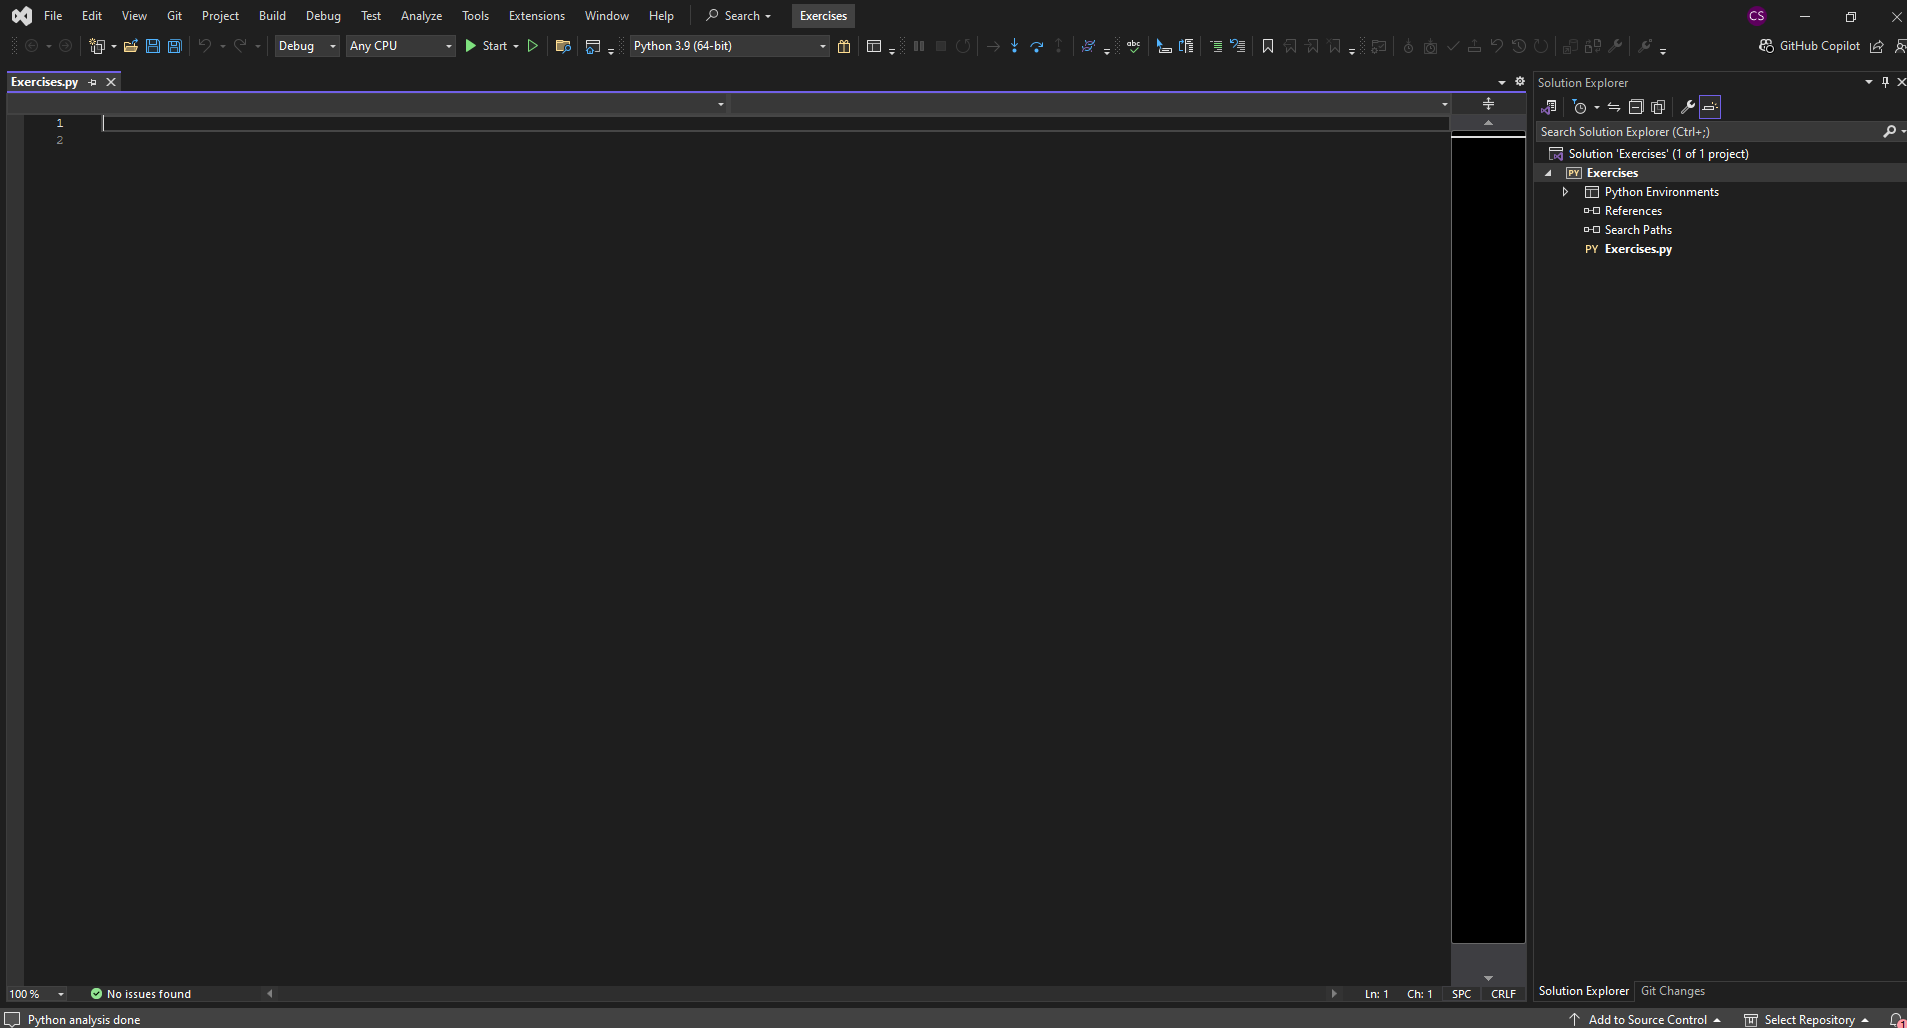 File Edit View Git Project Build Debug Test Analyze Tools Extensions Window Help Search Exercises CS
Debug Any CPU Start Python 3.9 (64-bit) abc GitHub Copilot
Exercises.py
Solution Explorer
Search Solution Explorer (Ctrl+;)
1
2
Solution 'Exercises' (1 of 1 project)
PY Exercises
Python Environments
References
Search Paths
PY Exercises.py
100 % No issues found Ln: 1 Ch: 1 SPC CRLF
Solution Explorer Git Changes
Python analysis done Add to Source Control Select Repository 1